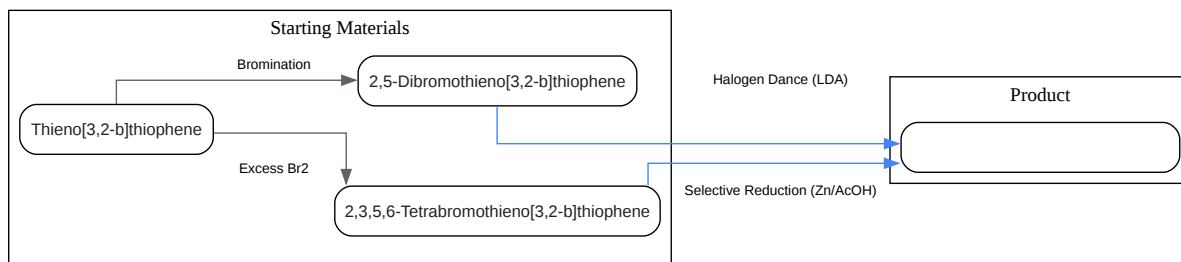 Starting Materials
Bromination
2,5-Dibromothieno[3,2-b]thiophene
Halogen Dance (LDA)
Product
Thieno[3,2-b]thiophene
Excess Br2
Selective Reduction (Zn/AcOH)
2,3,5,6-Tetrabromothieno[3,2-b]thiophene